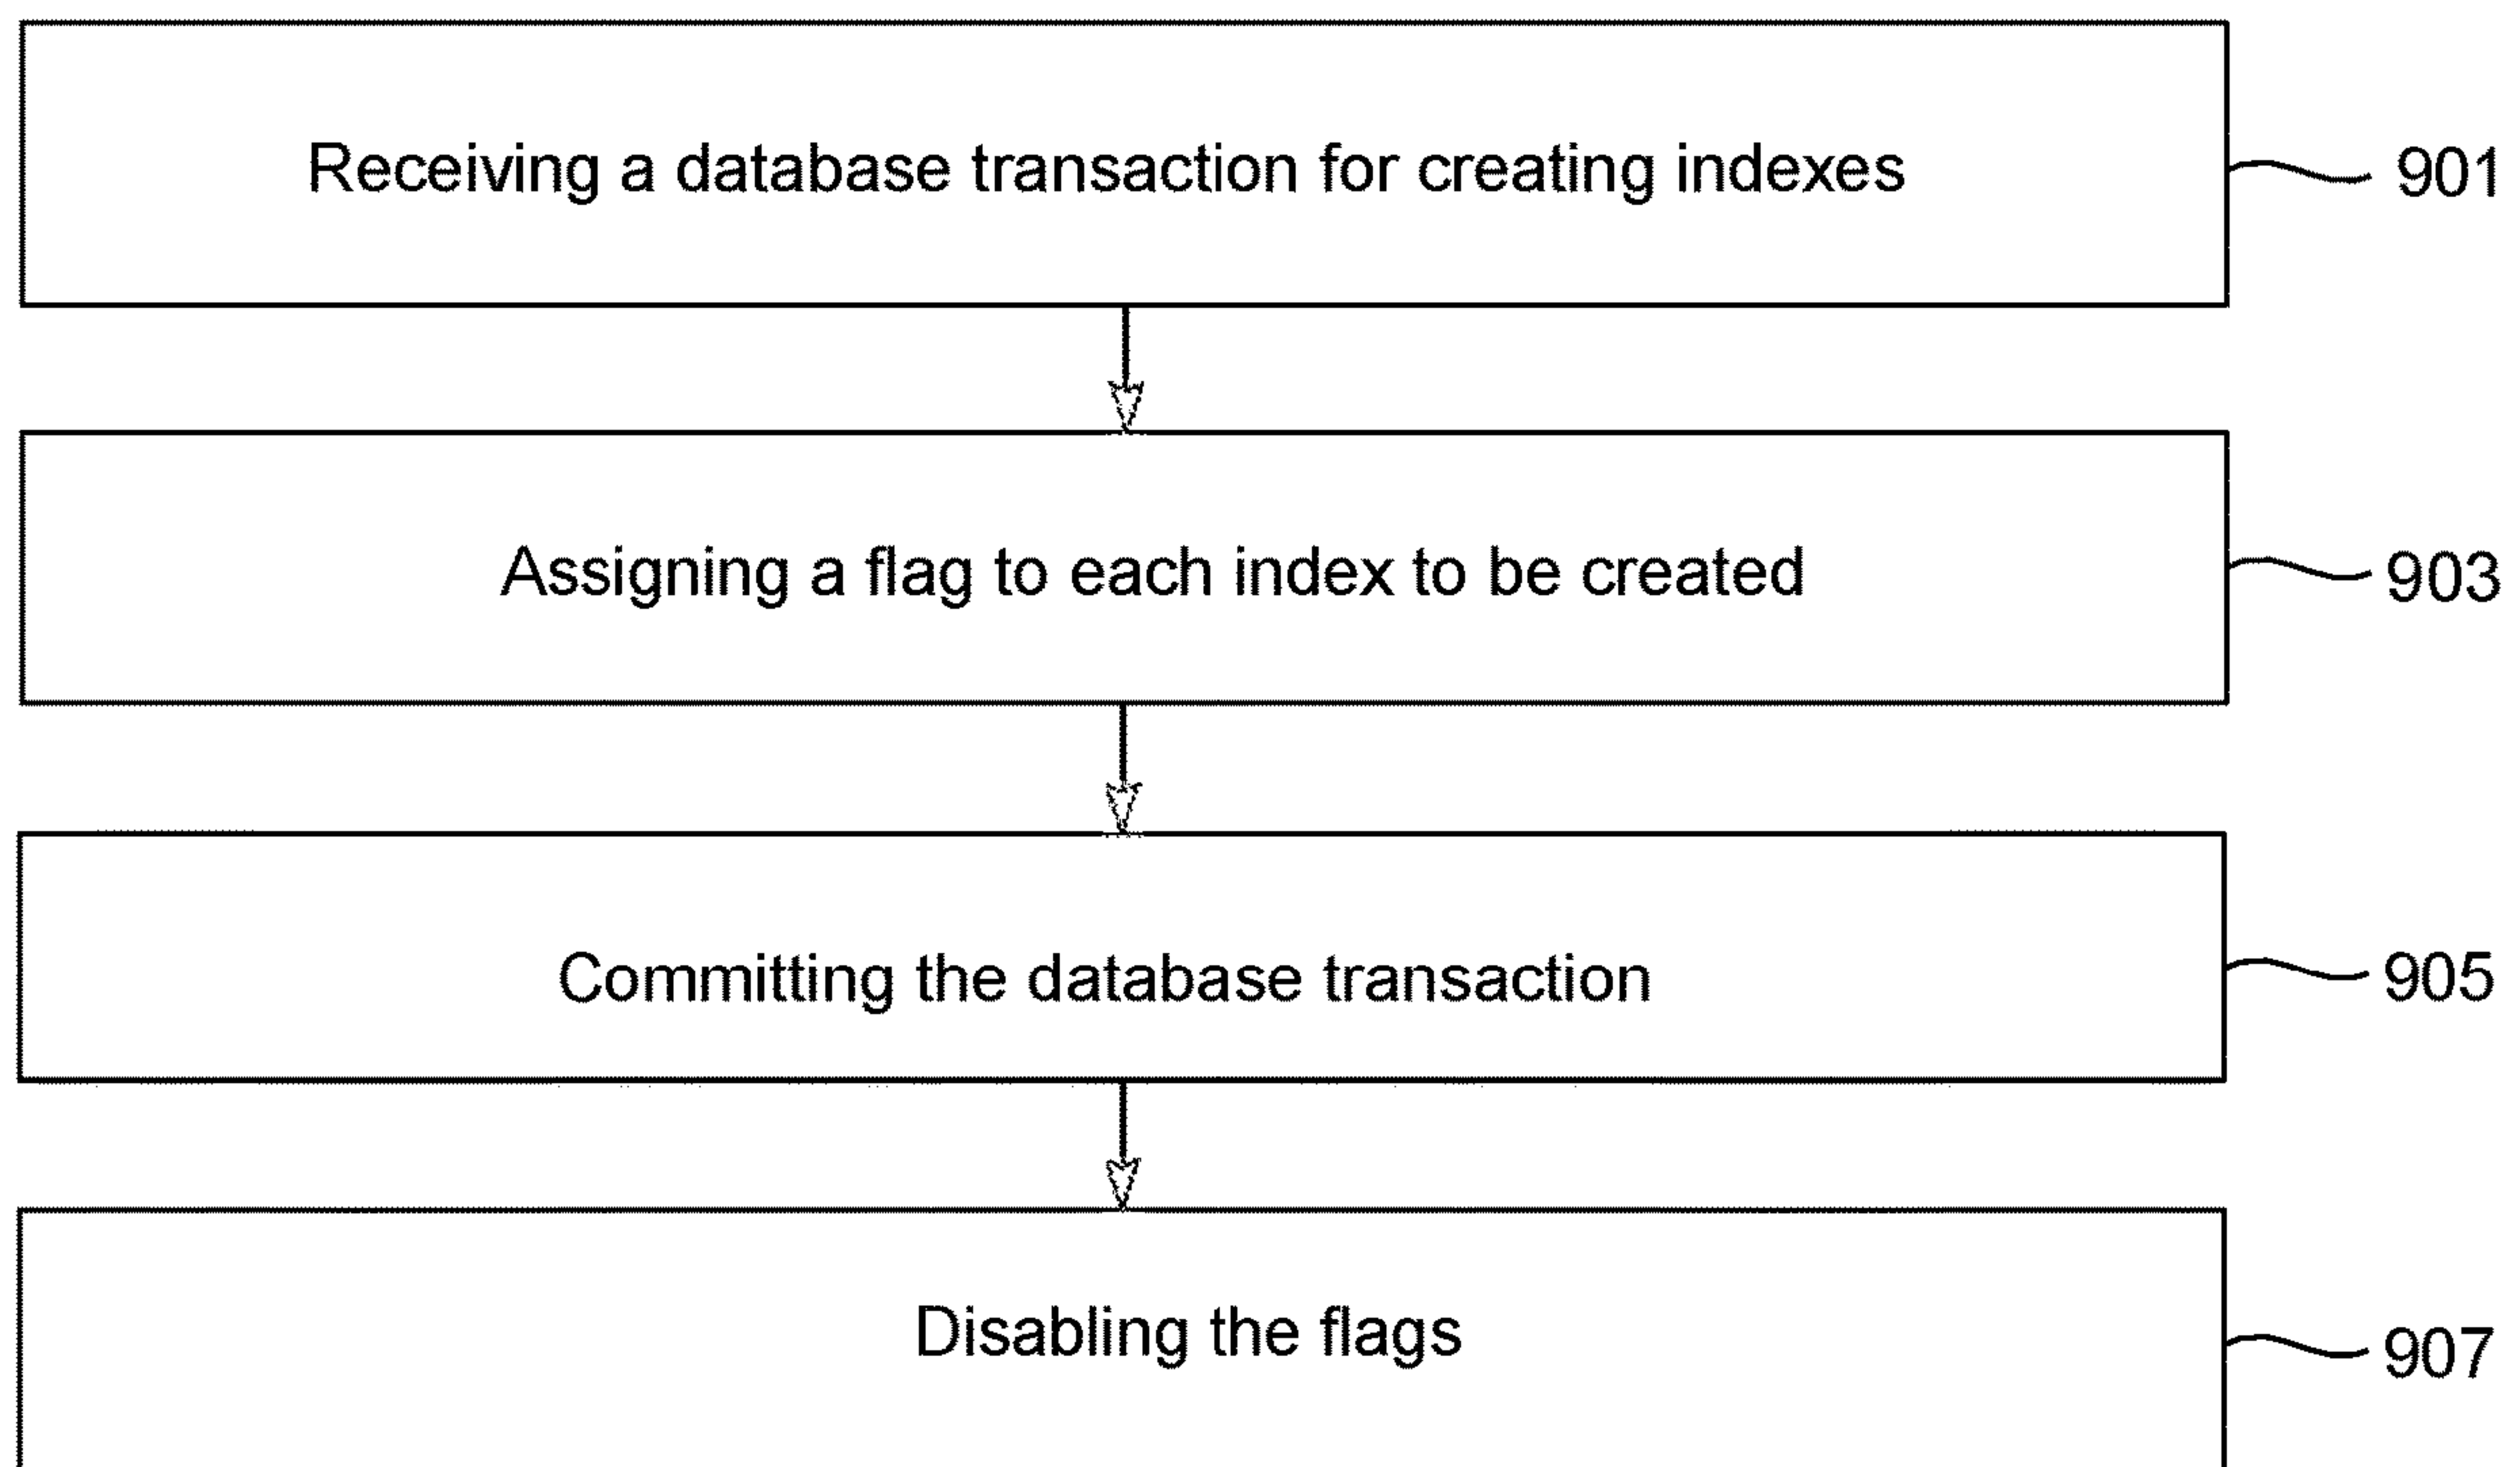 Receiving a database transaction for creating indexes 901
Assigning a flag to each index to be created 903
Committing the database transaction 905
Disabling the flags 907